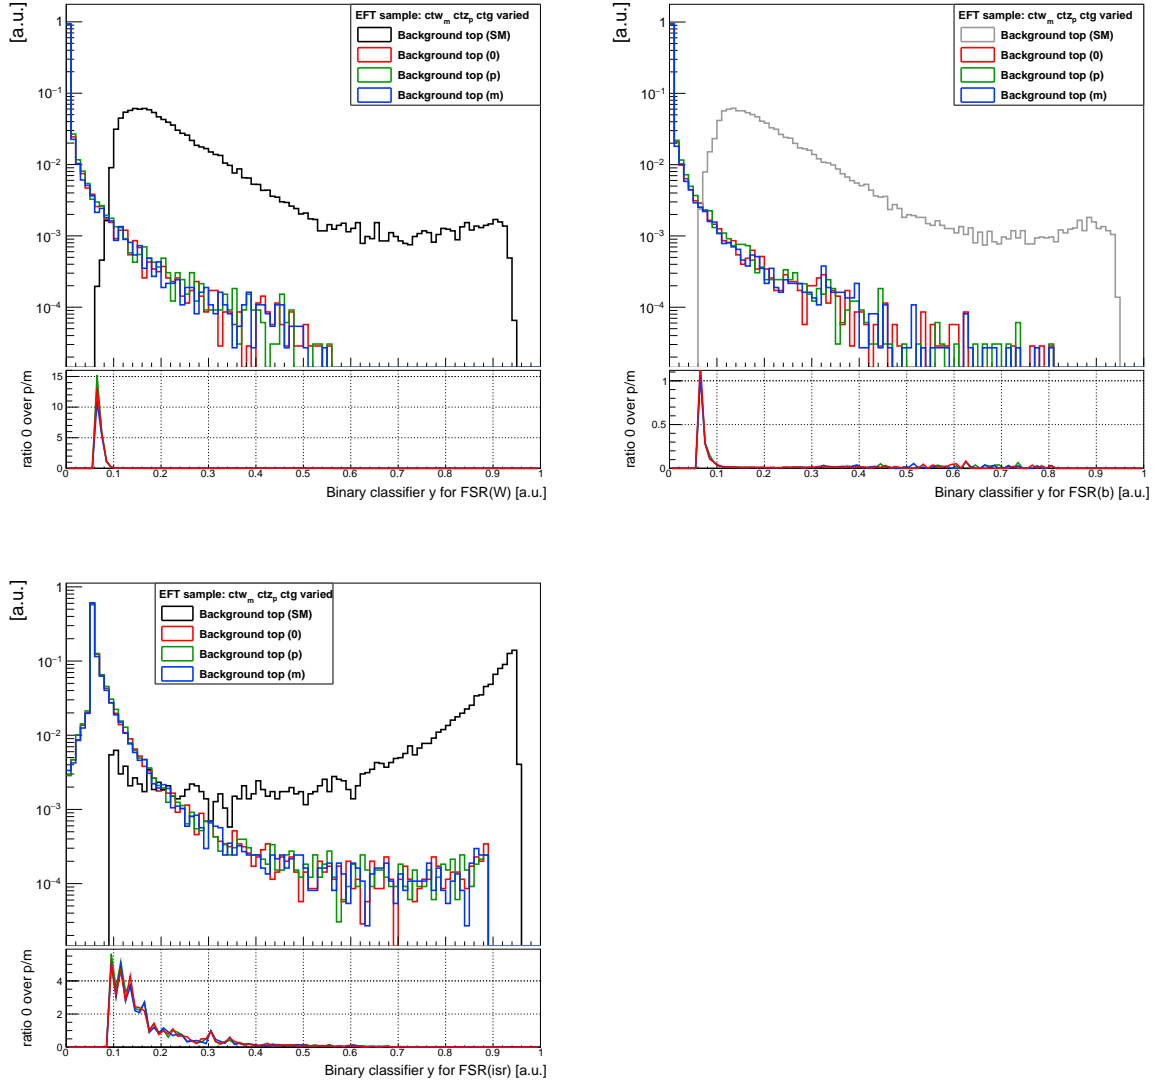 [a.u.]
EFT sample: ctw_m ctz_p ctg varied
Background top (SM)
Background top (0)
Background top (p)
Background top (m)
1
10⁻¹
10⁻²
10⁻³
10⁻⁴
ratio 0 over p/m
15
10
5
0
0 0.1 0.2 0.3 0.4 0.5 0.6 0.7 0.8 0.9 1
Binary classifier y for FSR(W) [a.u.]
[a.u.]
EFT sample: ctw_m ctz_p ctg varied
Background top (SM)
Background top (0)
Background top (p)
Background top (m)
1
10⁻¹
10⁻²
10⁻³
10⁻⁴
ratio 0 over p/m
1
0.5
0
0 0.1 0.2 0.3 0.4 0.5 0.6 0.7 0.8 0.9 1
Binary classifier y for FSR(b) [a.u.]
[a.u.]
EFT sample: ctw_m ctz_p ctg varied
Background top (SM)
Background top (0)
Background top (p)
Background top (m)
1
10⁻¹
10⁻²
10⁻³
10⁻⁴
ratio 0 over p/m
4
2
0
0 0.1 0.2 0.3 0.4 0.5 0.6 0.7 0.8 0.9 1
Binary classifier y for FSR(isr) [a.u.]